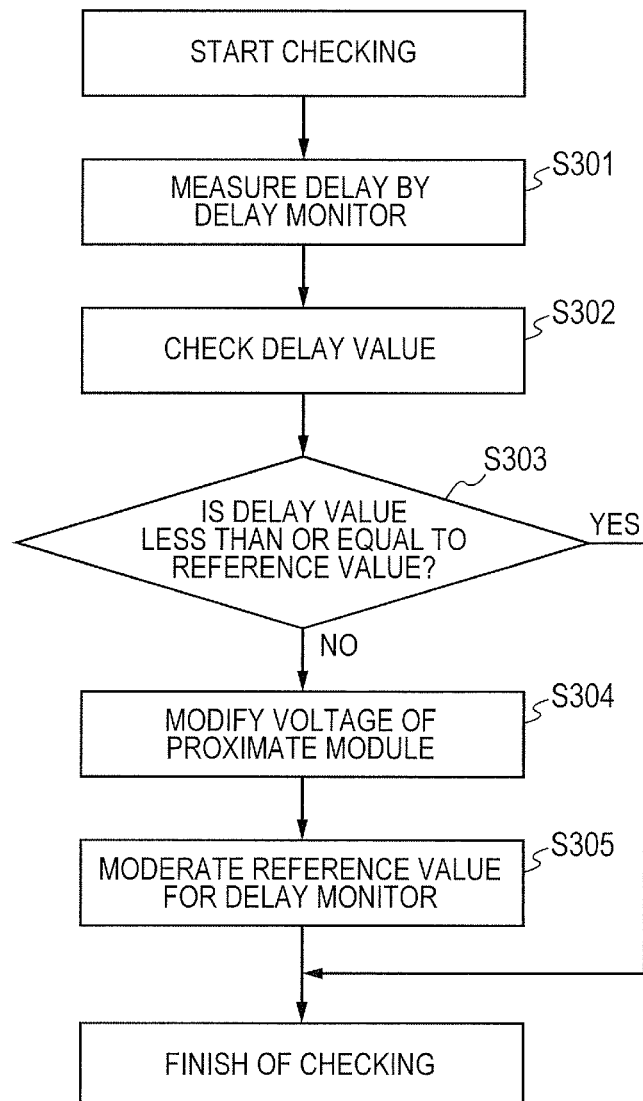 START CHECKING
S301
MEASURE DELAY BY
DELAY MONITOR
S302
CHECK DELAY VALUE
S303
IS DELAY VALUE
LESS THAN OR EQUAL TO
REFERENCE VALUE?
YES
NO
S304
MODIFY VOLTAGE OF
PROXIMATE MODULE
S305
MODERATE REFERENCE VALUE
FOR DELAY MONITOR
FINISH OF CHECKING